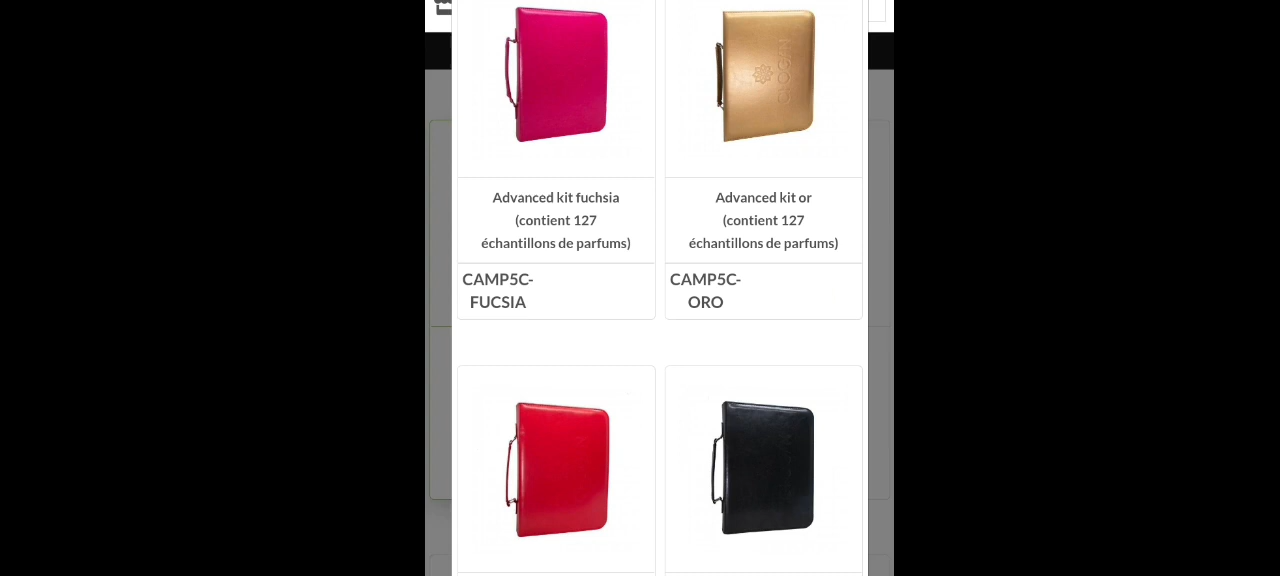 Advanced kit fuchsia
(contient 127
échantillons de parfums)
CAMP5C-
FUCSIA
Advanced kit or
(contient 127
échantillons de parfums)
CAMP5C-
ORO